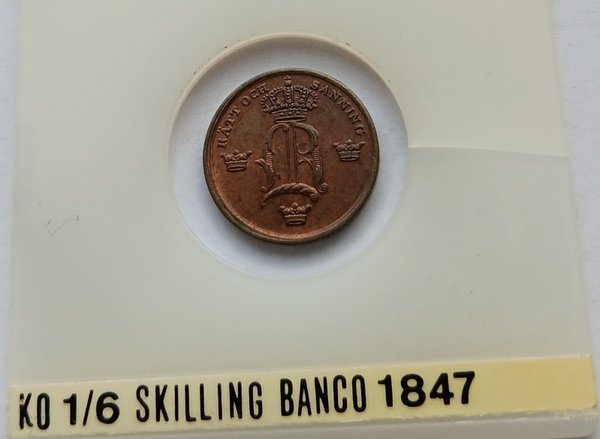 RÄTT OCH SANNING
KO 1/6 SKILLING BANCO 1847